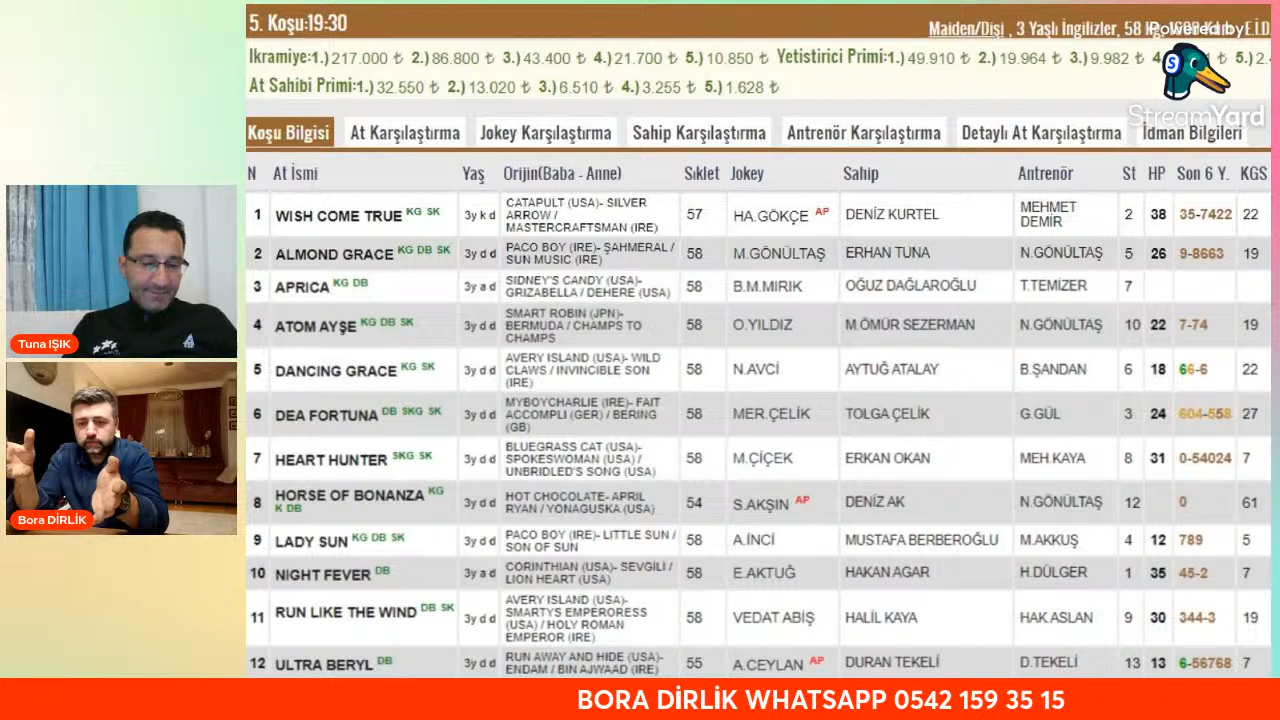 5. Koşu:19:30
Maiden/Dişi , 3 Yaşlı İngilizler, 58
Powered by
StreamYard
İkramiye:1.) 217.000 ₺ 2.) 86.800 ₺ 3.) 43.400 ₺ 4.) 21.700 ₺ 5.) 10.850 ₺ Yetistirici Primi:1.) 49.910 ₺ 2.) 19.964 ₺ 3.) 9.982 ₺
At Sahibi Primi:1.) 32.550 ₺ 2.) 13.020 ₺ 3.) 6.510 ₺ 4.) 3.255 ₺ 5.) 1.628 ₺
Koşu Bilgisi At Karşılaştırma Jokey Karşılaştırma Sahip Karşılaştırma Antrenör Karşılaştırma Detaylı At Karşılaştırma İdman Bilgileri
N At İsmi Yaş Orijin(Baba - Anne) Sıklet Jokey Sahip Antrenör St HP Son 6 Y. KGS
1 WISH COME TRUE KG SK 3y k d CATAPULT (USA)- SILVER ARROW / MASTERCRAFTSMAN (IRE) 57 HA.GÖKÇE AP DENİZ KURTEL MEHMET DEMİR 2 38 35-7422 22
2 ALMOND GRACE KG DB SK 3y d d PACO BOY (IRE)- ŞAHMERAL / SUN MUSIC (IRE) 58 M.GÖNÜLTAŞ ERHAN TUNA N.GÖNÜLTAŞ 5 26 9-8663 19
3 APRICA KG DB 3y a d SIDNEY'S CANDY (USA)- GRIZABELLA / DEHERE (USA) 58 B.M.MIRIK OĞUZ DAĞLAROĞLU T.TEMİZER 7
4 ATOM AYŞE KG DB SK 3y d d SMART ROBIN (JPN)- BERMUDA / CHAMPS TO CHAMPS 58 O.YILDIZ M.ÖMÜR SEZERMAN N.GÖNÜLTAŞ 10 22 7-74 19
5 DANCING GRACE KG SK 3y d d AVERY ISLAND (USA)- WILD CLAWS / INVINCIBLE SON (IRE) 58 N.AVCİ AYTUĞ ATALAY B.ŞANDAN 6 18 66-6 22
6 DEA FORTUNA DB SKG SK 3y d d MYBOYCHARLIE (IRE)- FAIT ACCOMPLI (GER) / BERING (GB) 58 MER.ÇELİK TOLGA ÇELİK G.GÜL 3 24 604-558 27
7 HEART HUNTER SKG SK 3y d d BLUEGRASS CAT (USA)- SPOKESWOMAN (USA) / UNBRIDLED'S SONG (USA) 58 M.ÇİÇEK ERKAN OKAN MEH.KAYA 8 31 0-54024 7
8 HORSE OF BONANZA KG K DB 3y d d HOT CHOCOLATE- APRIL RYAN / YONAGUSKA (USA) 54 S.AKŞIN AP DENİZ AK N.GÖNÜLTAŞ 12 0 61
9 LADY SUN KG DB SK 3y d d PACO BOY (IRE)- LITTLE SUN / SON OF SUN 58 A.İNCİ MUSTAFA BERBEROĞLU M.AKKUŞ 4 12 789 5
10 NIGHT FEVER DB 3y a d CORINTHIAN (USA)- SEVGİLİ / LION HEART (USA) 58 E.AKTUĞ HAKAN AGAR H.DÜLGER 1 35 45-2 7
11 RUN LIKE THE WIND DB SK 3y d d AVERY ISLAND (USA)- SMARTYS EMPERORESS (USA) / HOLY ROMAN EMPEROR (IRE) 58 VEDAT ABİŞ HALİL KAYA HAK.ASLAN 9 30 344-3 19
12 ULTRA BERYL DB 3y d d RUN AWAY AND HIDE (USA)- ENDAM / BIN AJWAAD (IRE) 55 A.CEYLAN AP DURAN TEKELİ D.TEKELİ 13 13 6-56768 7
Tuna IŞIK
Bora DİRLİK
BORA DİRLİK WHATSAPP 0542 159 35 15